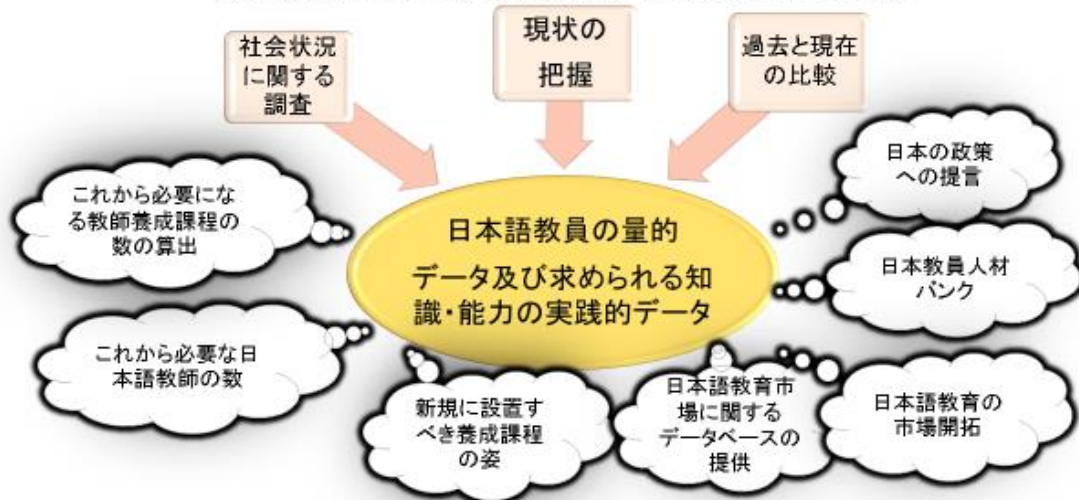 社会状況
に関する
調査
現状の
把握
過去と現在
の比較
日本の政策
への提言
これから必要にな
る教師養成課程の
数の算出
日本語教員の量的
データ及び求められる知
識・能力の実践的データ
日本教員人材
バンク
これから必要な日
本語教師の数
新規に設置す
べき養成課程
の姿
日本語教育市
場に関する
データベースの
提供
日本語教育の
市場開拓